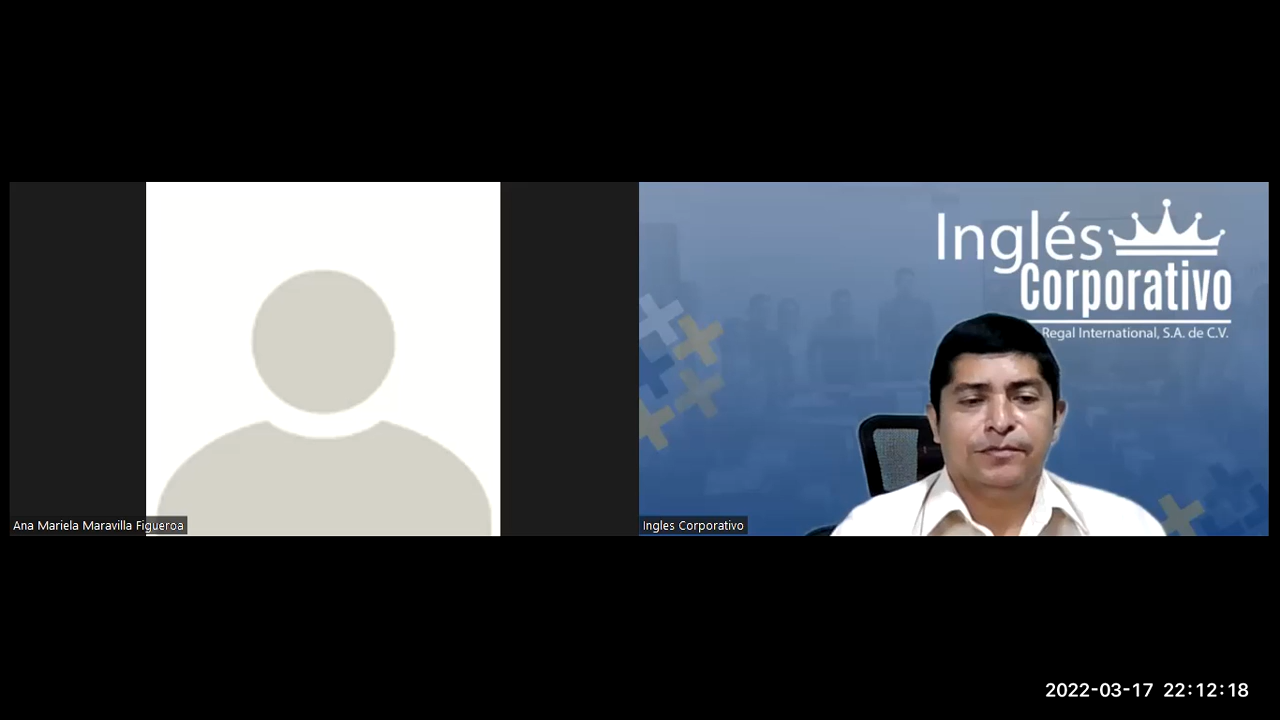 Inglés
Corporativo
Regal International, S.A. de C.V.
Ana Mariela Maravilla Figueroa
Ingles Corporativo
2022-03-17 22:12:18